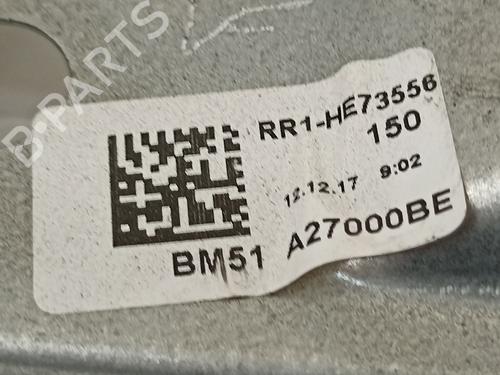 B-PARTS
RR1-HE73556
150
12.12.17 9:02
BM51 A27000BE